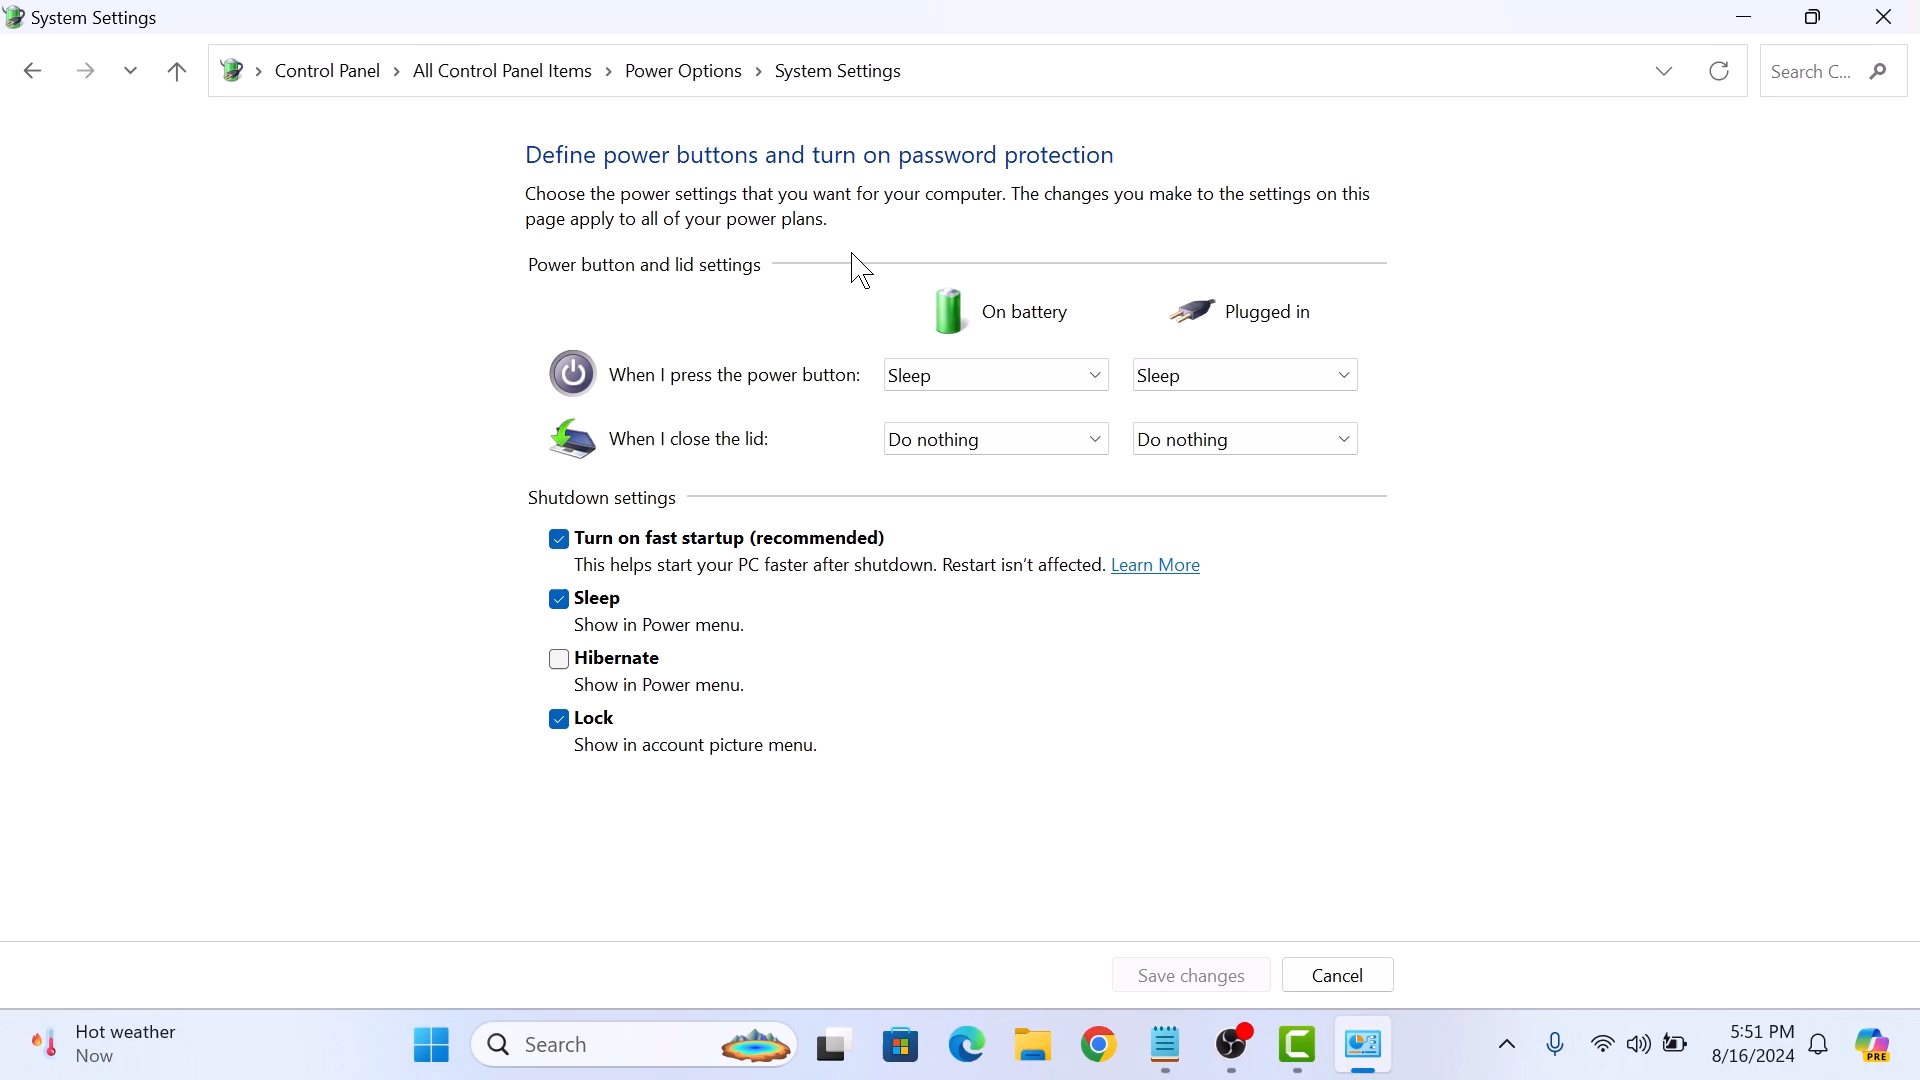 System Settings
Control Panel > All Control Panel Items > Power Options > System Settings
Search C...
Define power buttons and turn on password protection
Choose the power settings that you want for your computer. The changes you make to the settings on this
page apply to all of your power plans.
Power button and lid settings
On battery Plugged in
When I press the power button: Sleep Sleep
When I close the lid: Do nothing Do nothing
Shutdown settings
Turn on fast startup (recommended)
This helps start your PC faster after shutdown. Restart isn't affected. Learn More
Sleep
Show in Power menu.
Hibernate
Show in Power menu.
Lock
Show in account picture menu.
Save changes Cancel
Hot weather
Now
Search
5:51 PM
8/16/2024
PRE